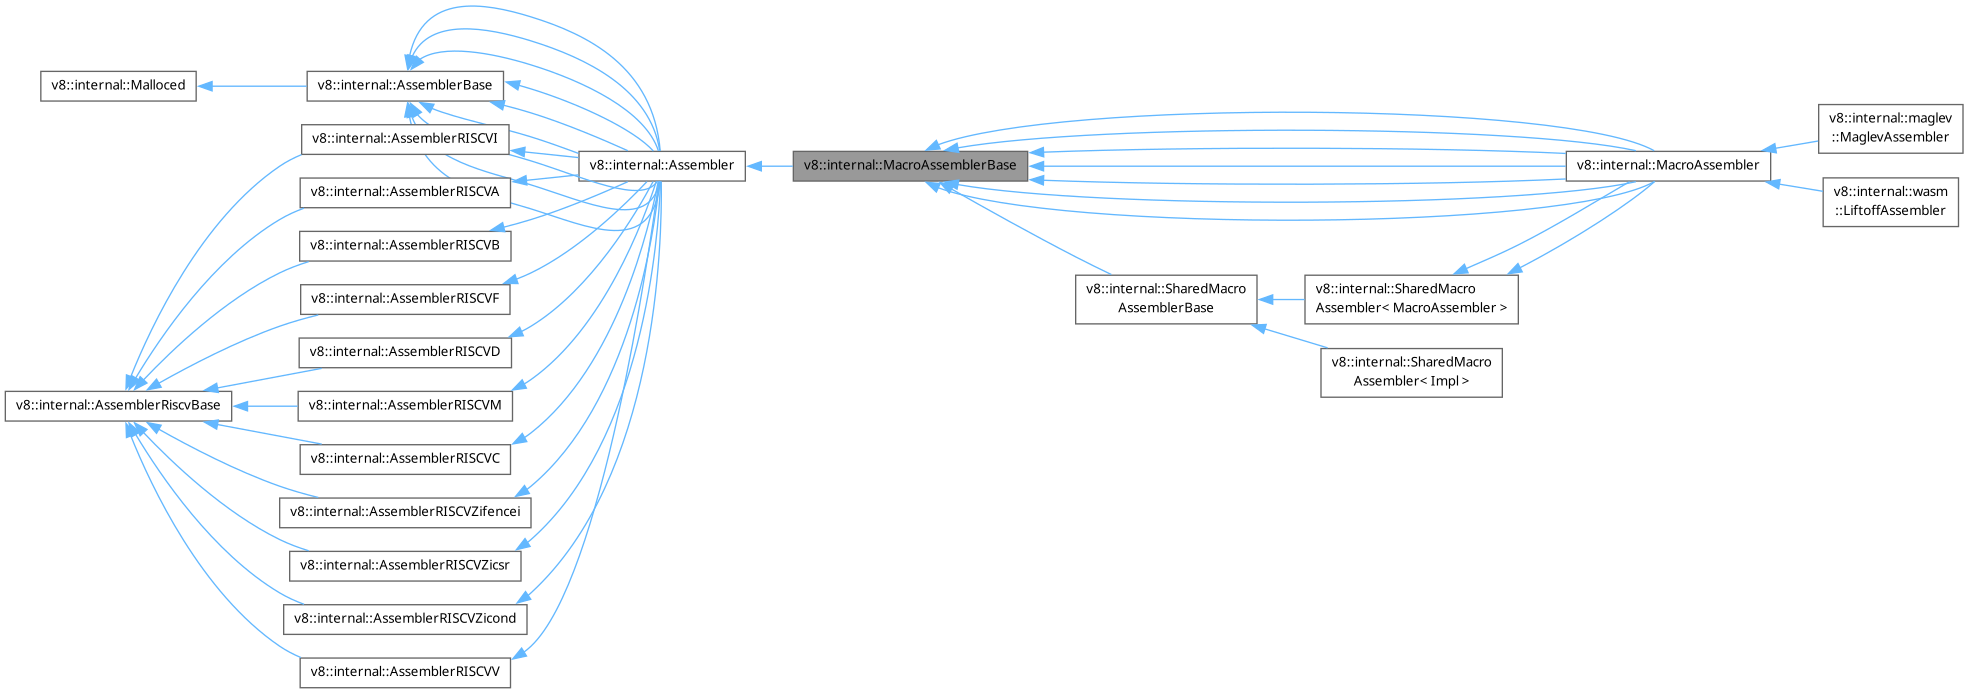 v8::internal::Malloced
v8::internal::AssemblerBase
v8::internal::AssemblerRISCVI
v8::internal::AssemblerRISCVA
v8::internal::AssemblerRISCVB
v8::internal::AssemblerRISCVF
v8::internal::AssemblerRISCVD
v8::internal::AssemblerRiscvBase
v8::internal::AssemblerRISCVM
v8::internal::AssemblerRISCVC
v8::internal::AssemblerRISCVZifencei
v8::internal::AssemblerRISCVZicsr
v8::internal::AssemblerRISCVZicond
v8::internal::AssemblerRISCVV
v8::internal::Assembler
v8::internal::MacroAssemblerBase
v8::internal::SharedMacro
AssemblerBase
v8::internal::SharedMacro
Assembler< MacroAssembler >
v8::internal::SharedMacro
Assembler< Impl >
v8::internal::MacroAssembler
v8::internal::maglev
::MaglevAssembler
v8::internal::wasm
::LiftoffAssembler